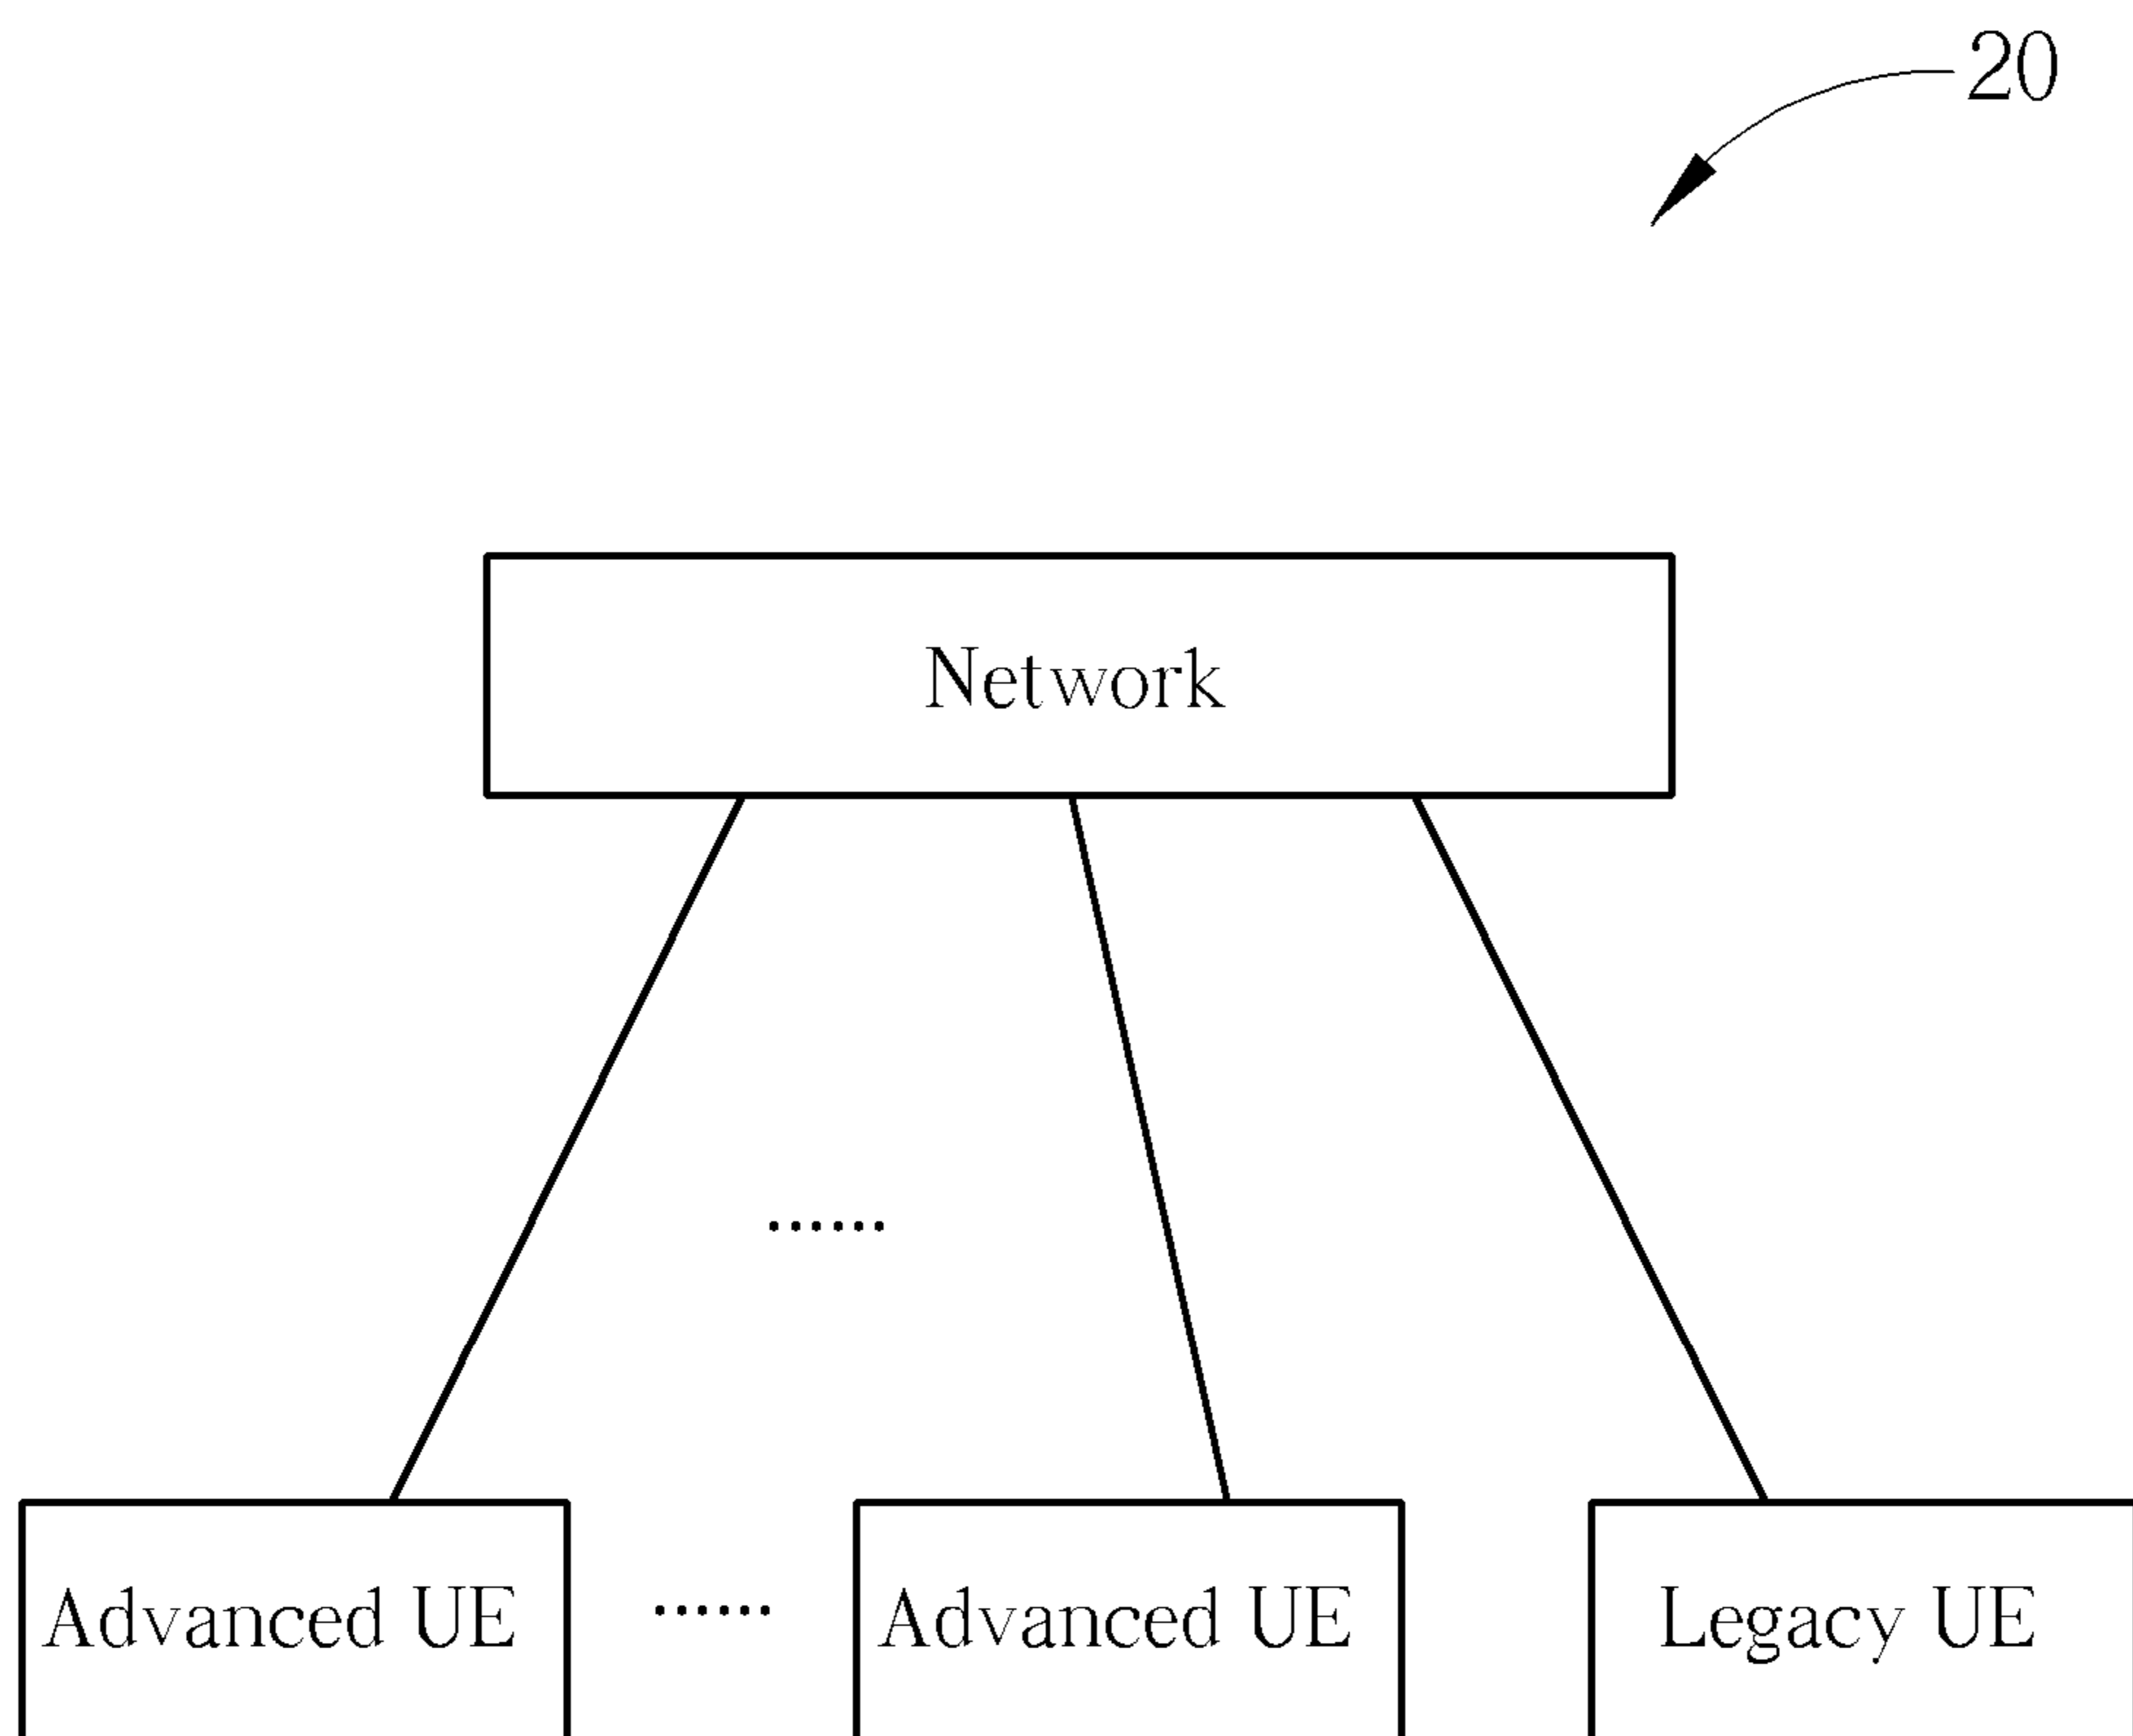 20
Network
......
Advanced UE ...... Advanced UE Legacy UE